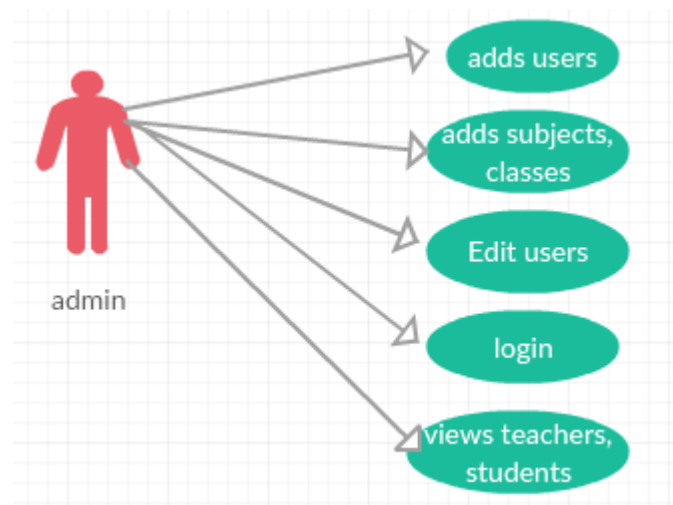 adds users
adds subjects,
classes
Edit users
admin
login
views teachers,
students